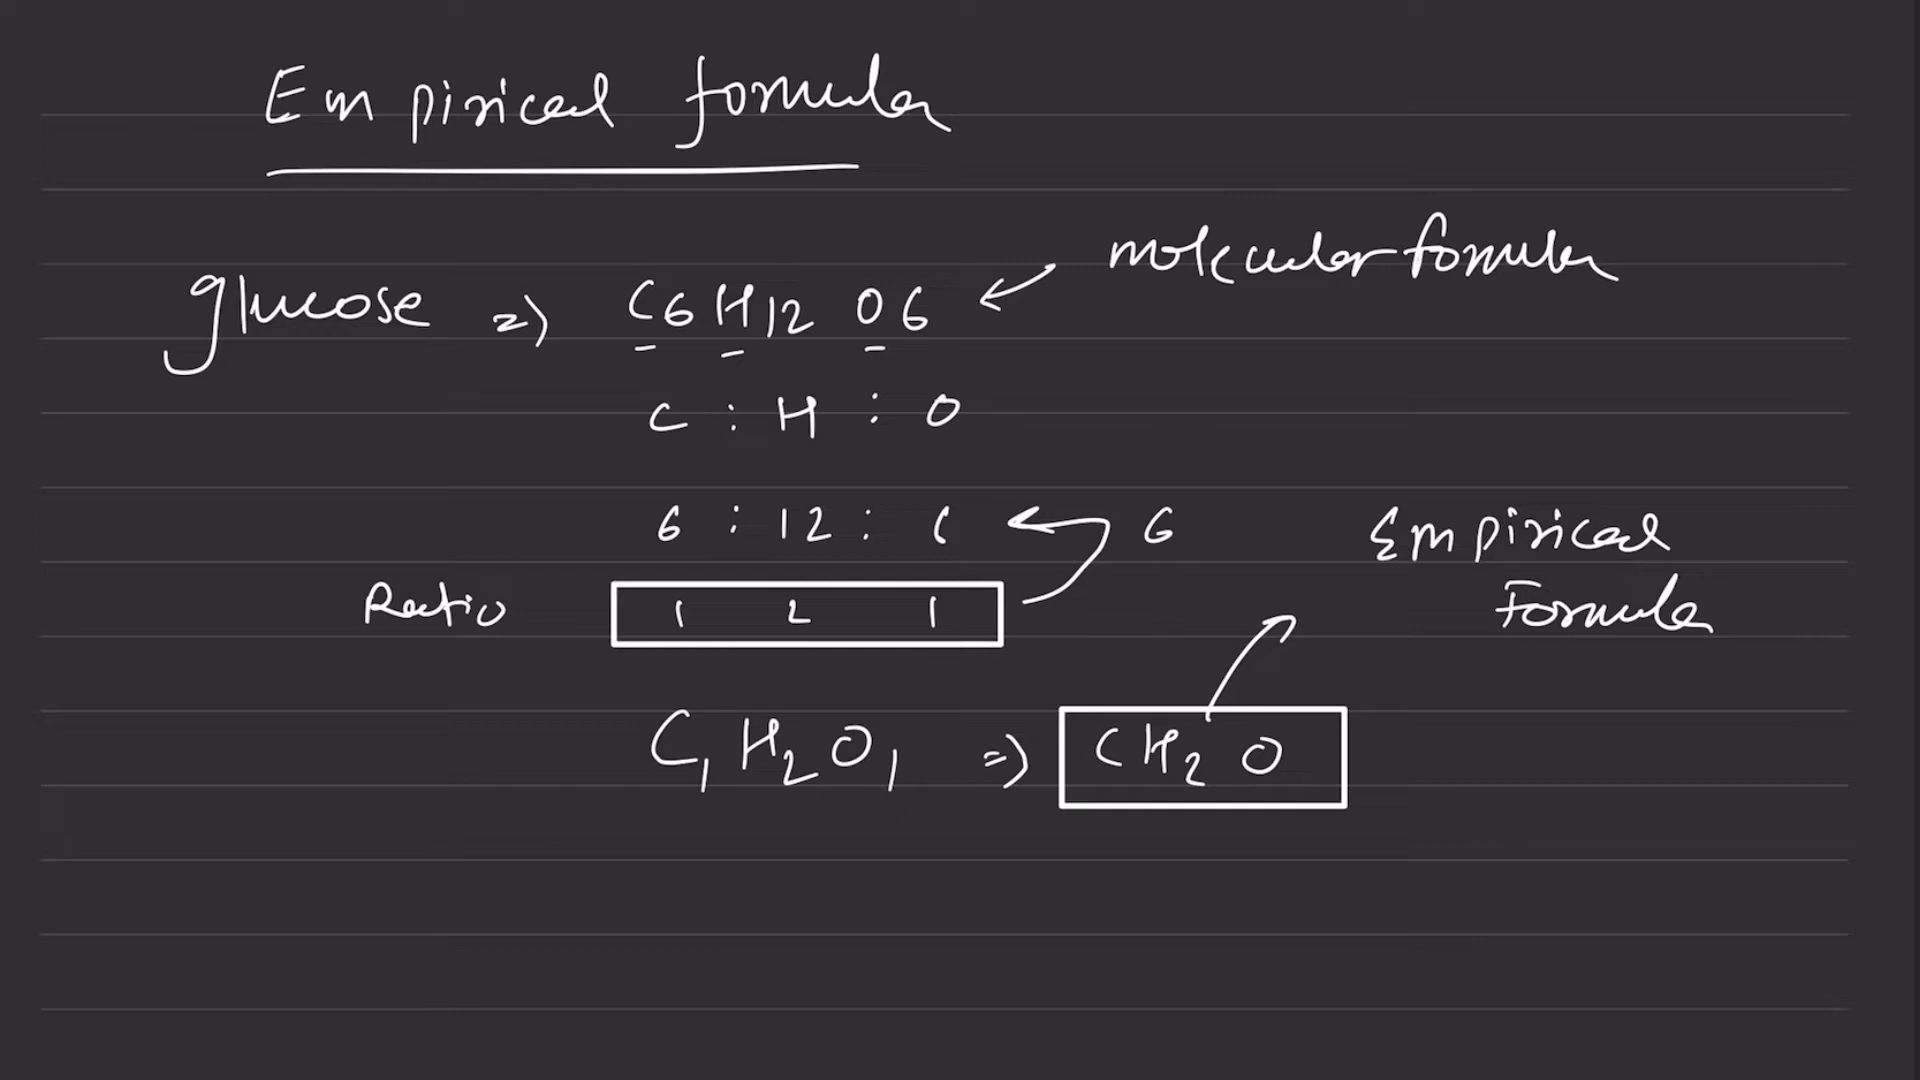 Empirical formula
glucose => C6H12O6 ← molecular formula
C : H : O
6 : 12 : 6 6
Ratio 1 2 1
Empirical Formula
C1H2O1 => CH2O